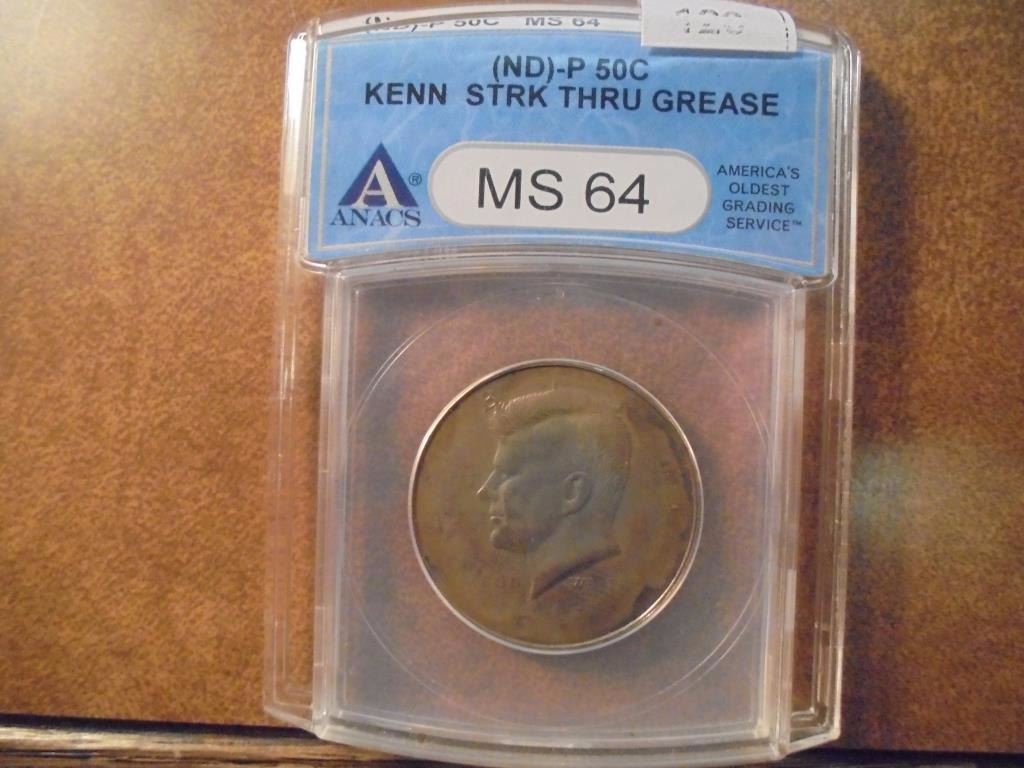 (ND)-P 50C MS 64
(ND)-P 50C
KENN STRK THRU GREASE
A®
ANACS
MS 64
AMERICA'S
OLDEST
GRADING
SERVICE™